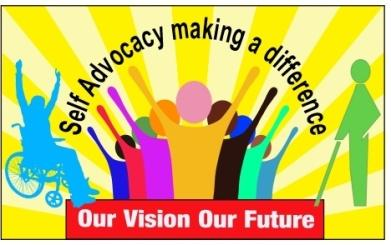 Self Advocacy making a difference
Our Vision Our Future